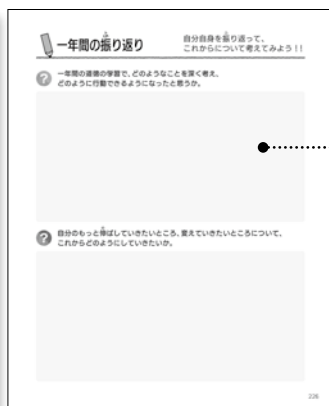 一年間の振り返り
自分自身を振り返って、
これからについて考えてみよう！！
一年間の道徳の学習で、どのようなことを深く考え、
どのように行動できるようになったと思うか。
自分のもっと伸ばしていきたいところ、変えていきたいところについて、
これからどのようにしていきたいか。